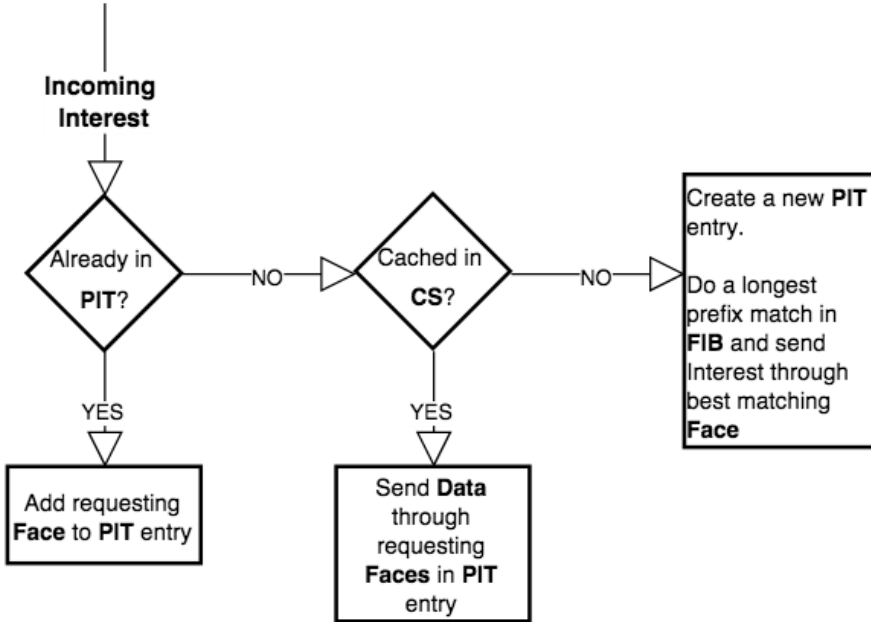 Incoming
Interest
Already in
PIT?
NO
Cached in
CS?
NO
Create a new PIT
entry.
Do a longest
prefix match in
FIB and send
Interest through
best matching
Face
YES
Add requesting
Face to PIT entry
YES
Send Data
through
requesting
Faces in PIT
entry